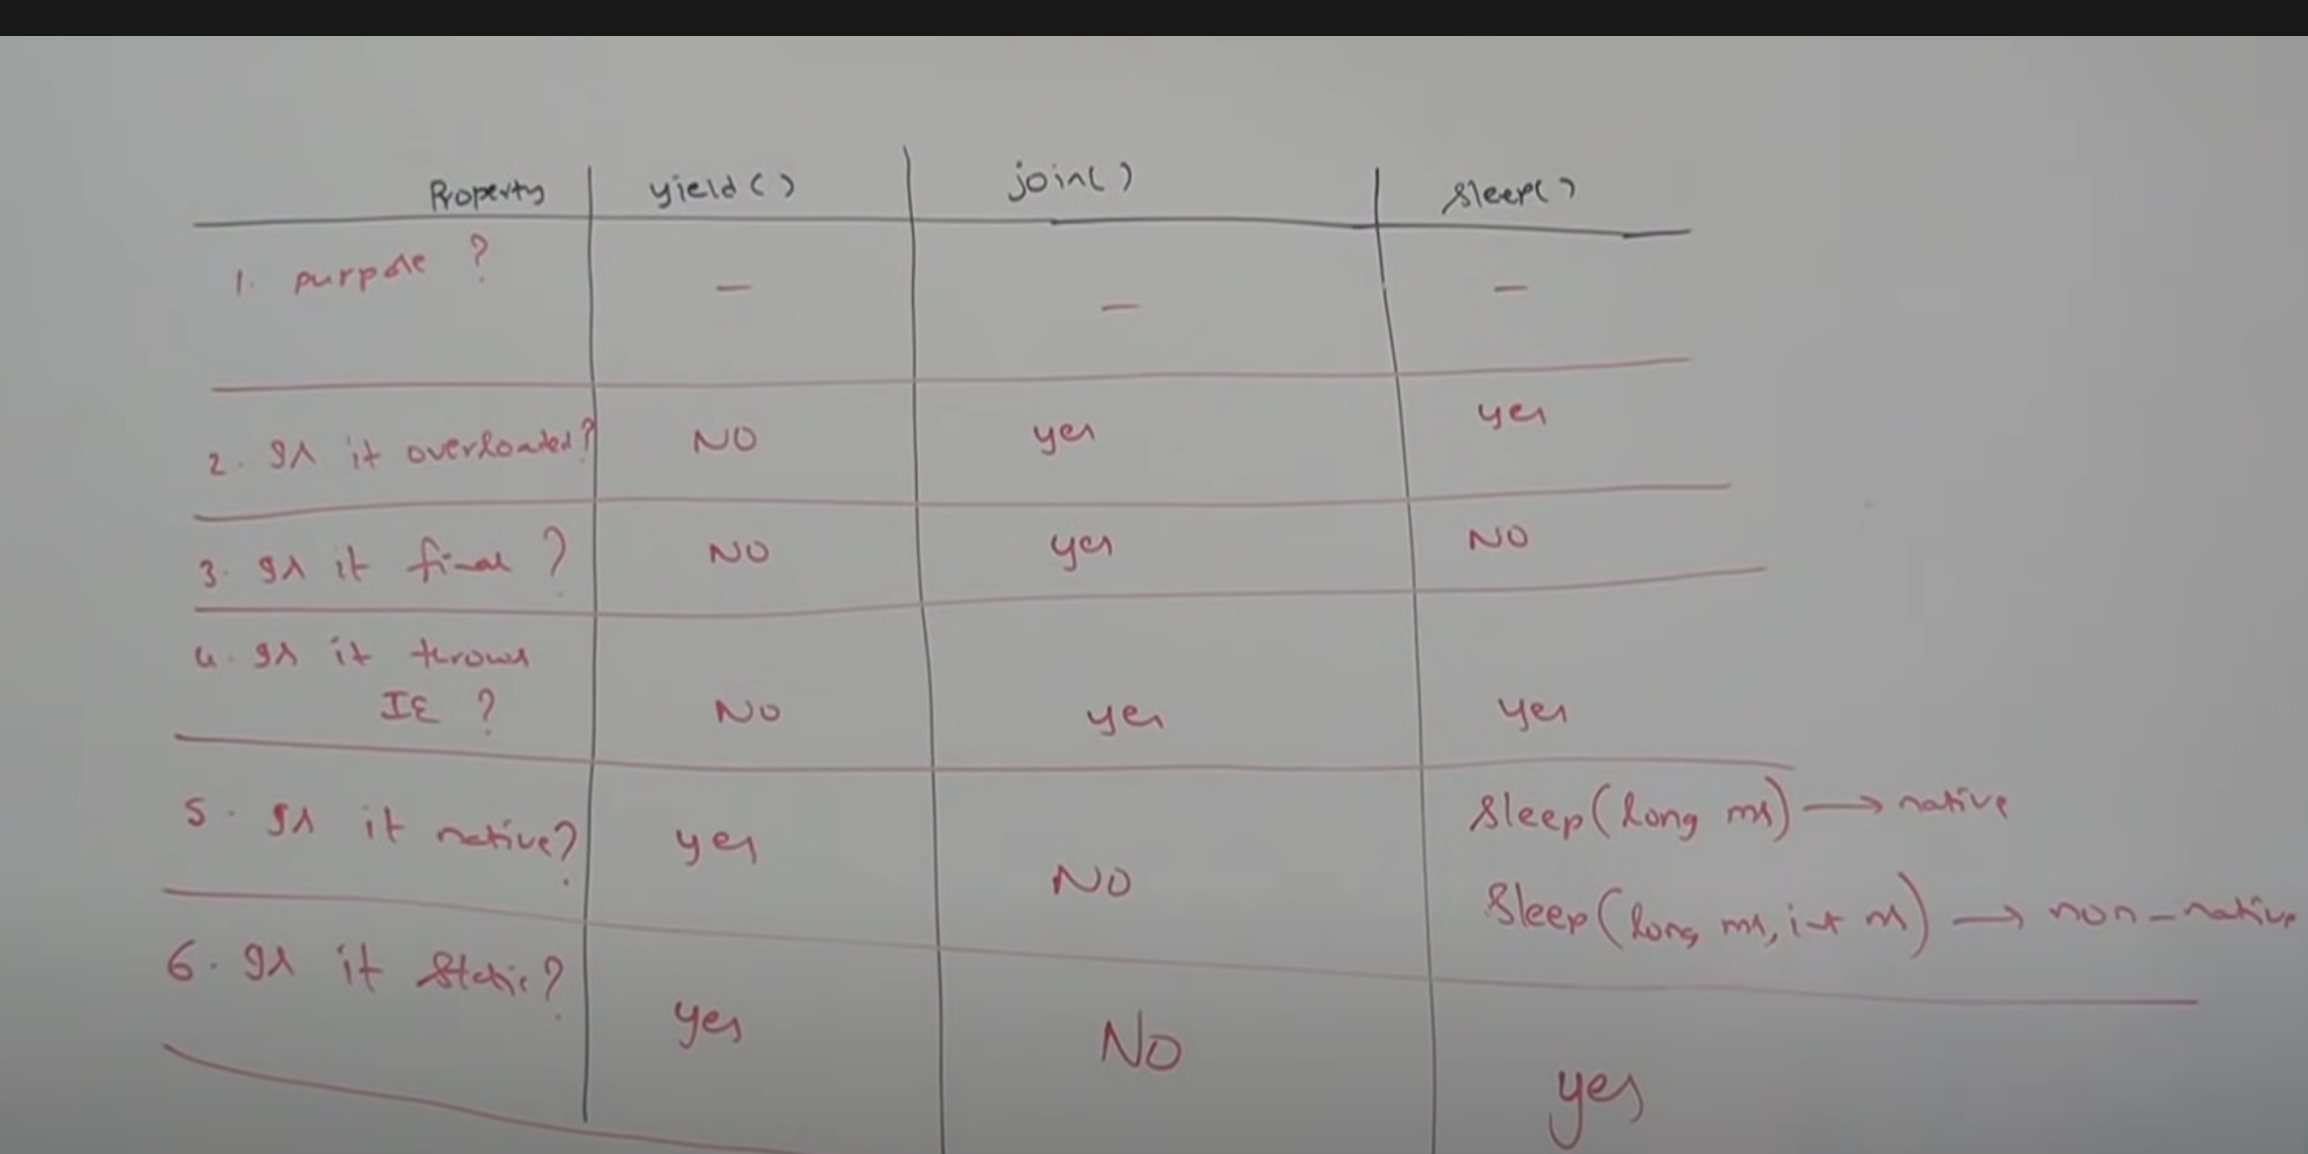 Property yield() join() sleep()
1. purpose ? — — —
2. Is it overloaded? NO yes yes
3. Is it final ? NO yes NO
4. Is it throws
IE ? NO yes yes
5. Is it native? yes NO sleep(long ms) → native
sleep(long ms, int ns) → non-native
6. Is it static? yes NO yes